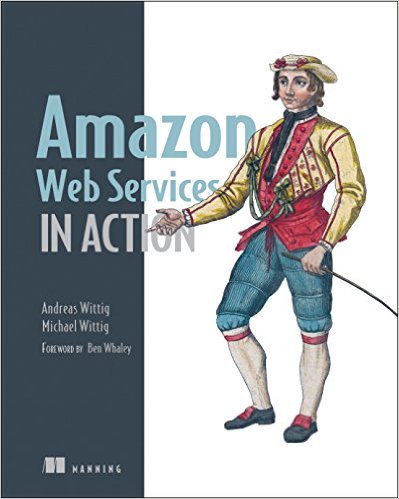 Amazon
Web Services
IN ACTION
Andreas Wittig
Michael Wittig
FOREWORD BY Ben Whaley
MANNING